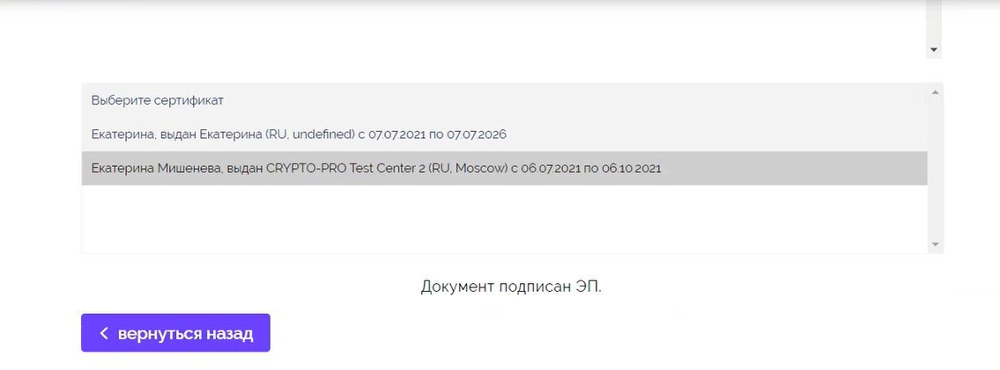 Выберите сертификат
Екатерина, выдан Екатерина (RU, undefined) с 07.07.2021 по 07.07.2026
Екатерина Мишенева, выдан CRYPTO-PRO Test Center 2 (RU, Moscow) с 06.07.2021 по 06.10.2021
Документ подписан ЭП.
вернуться назад